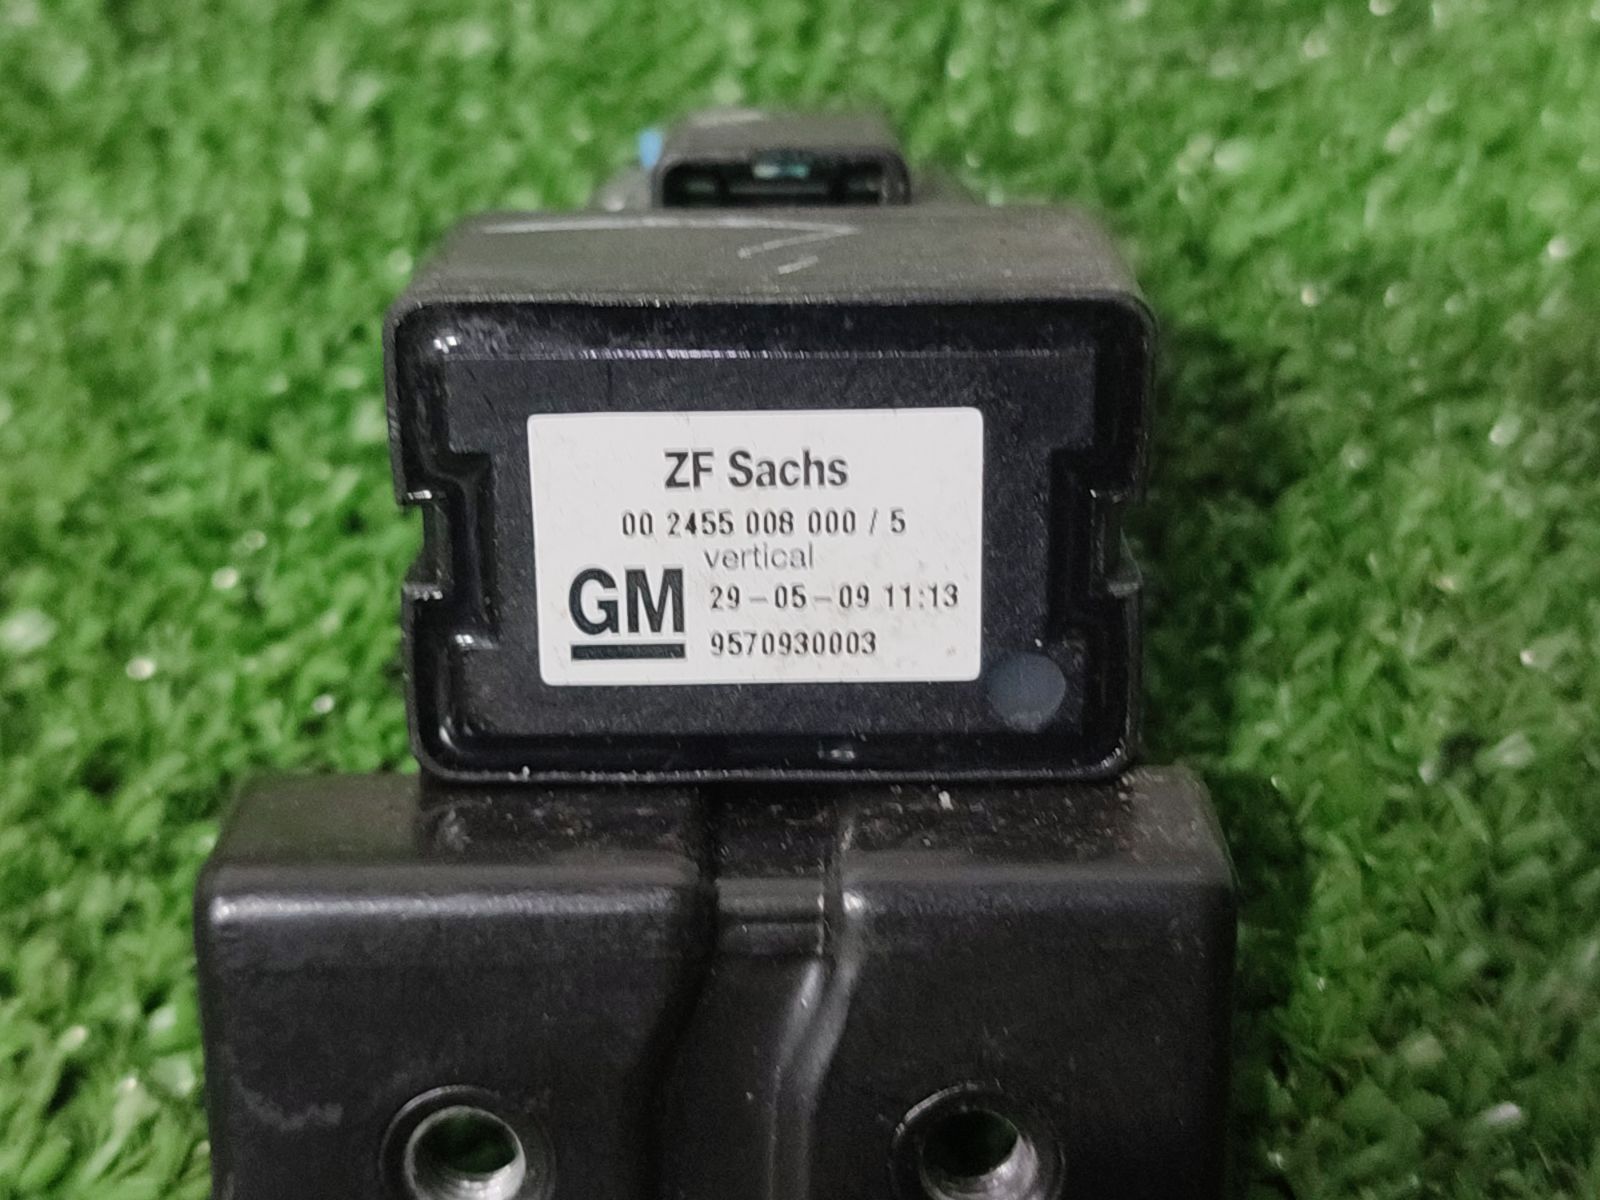 ZF Sachs
00 2455 008 000 / 5
vertical
GM 29-05-09 11:13
9570930003